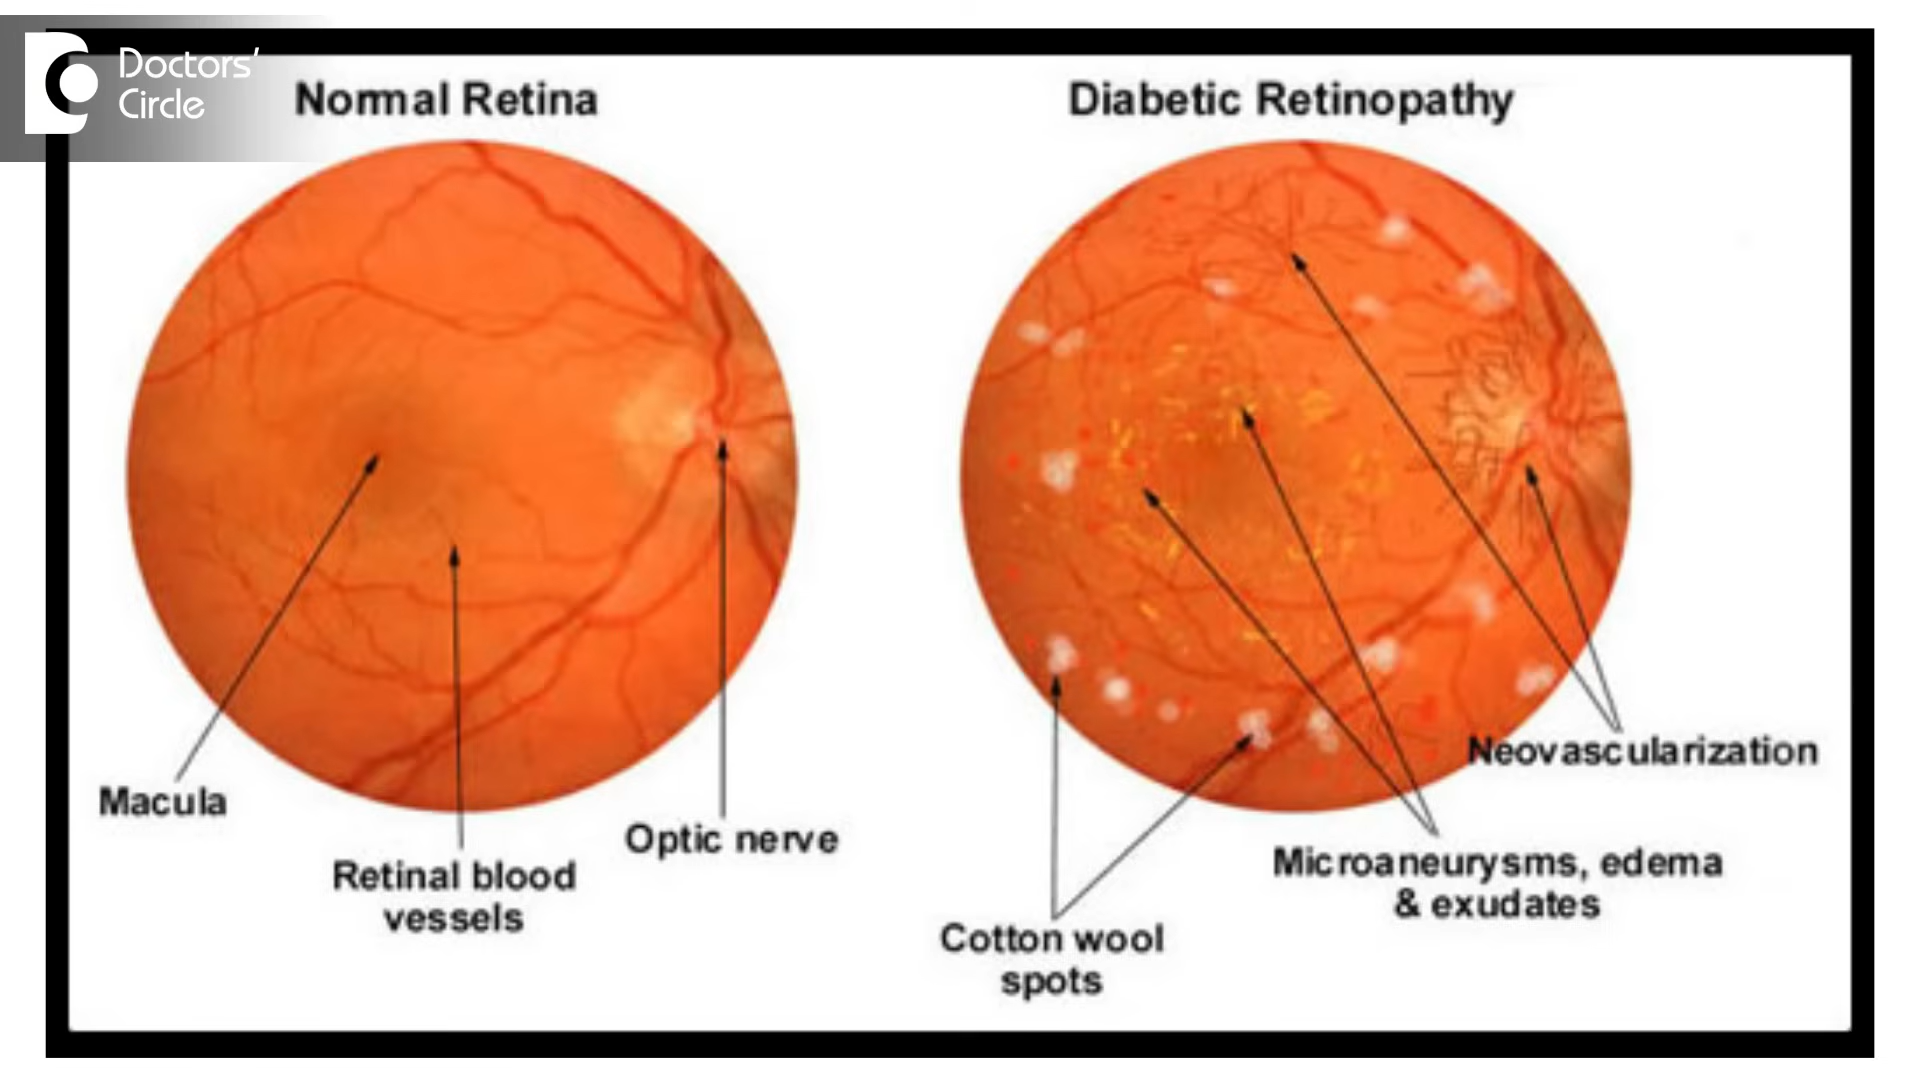 Doctors'
Circle
Normal Retina
Diabetic Retinopathy
Macula
Retinal blood
vessels
Optic nerve
Neovascularization
Microaneurysms, edema
& exudates
Cotton wool
spots